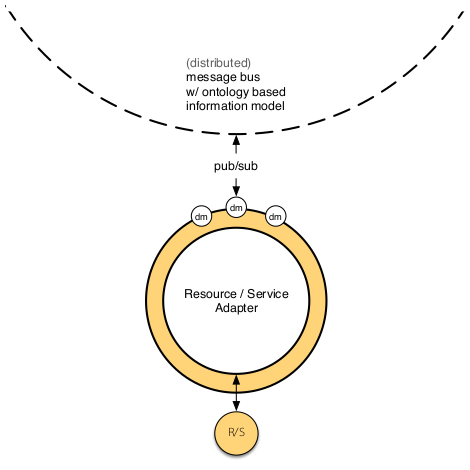 (distributed)
message bus
w/ ontology based
information model
pub/sub
dm
dm
dm
Resource / Service
Adapter
R/S